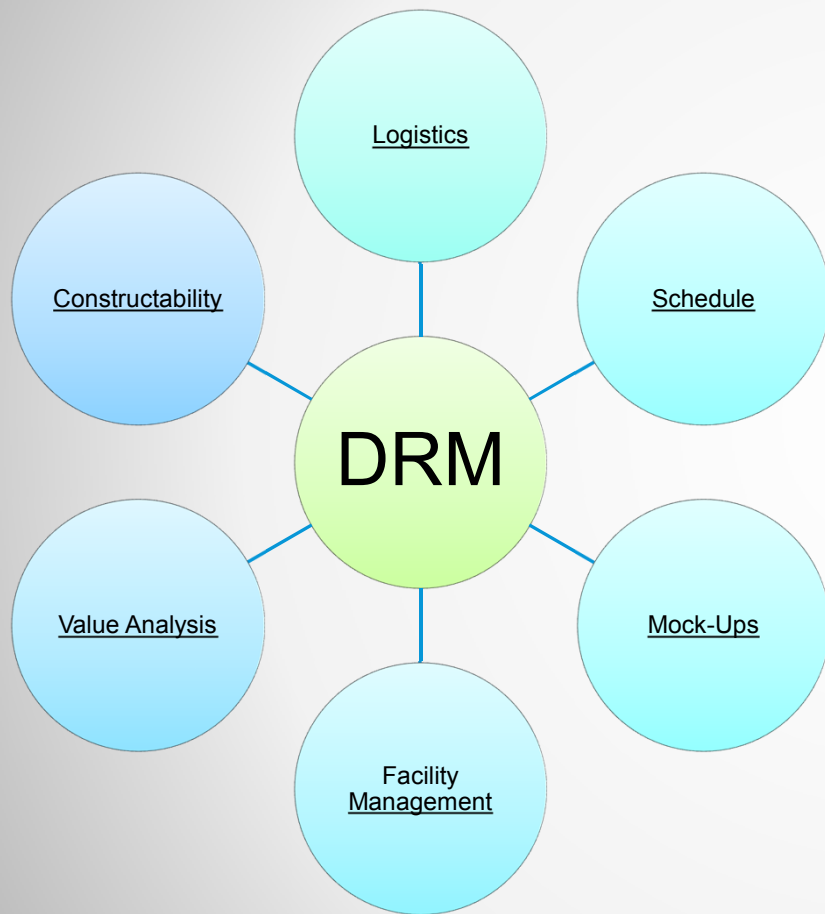 Logistics
Constructability
Schedule
DRM
Value Analysis
Mock-Ups
Facility
Management